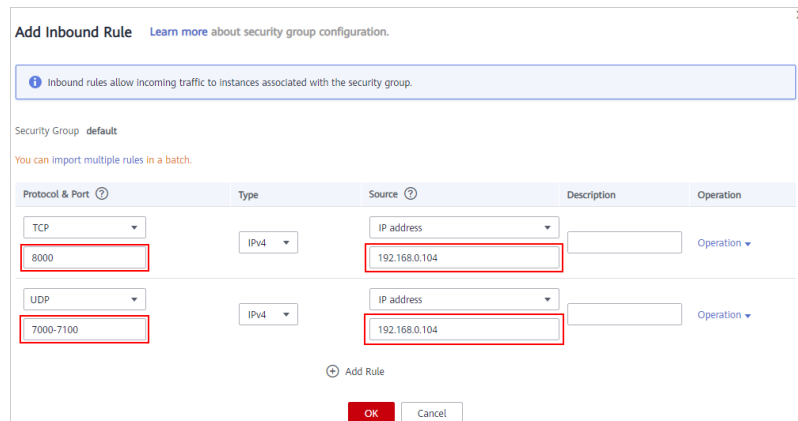 Add Inbound Rule Learn more about security group configuration.
Inbound rules allow incoming traffic to instances associated with the security group.
Security Group default
You can import multiple rules in a batch.
Protocol & Port Type Source Description Operation
TCP IPv4 IP address Operation
8000 192.168.0.104
UDP IPv4 IP address Operation
7000-7100 192.168.0.104
Add Rule
OK Cancel